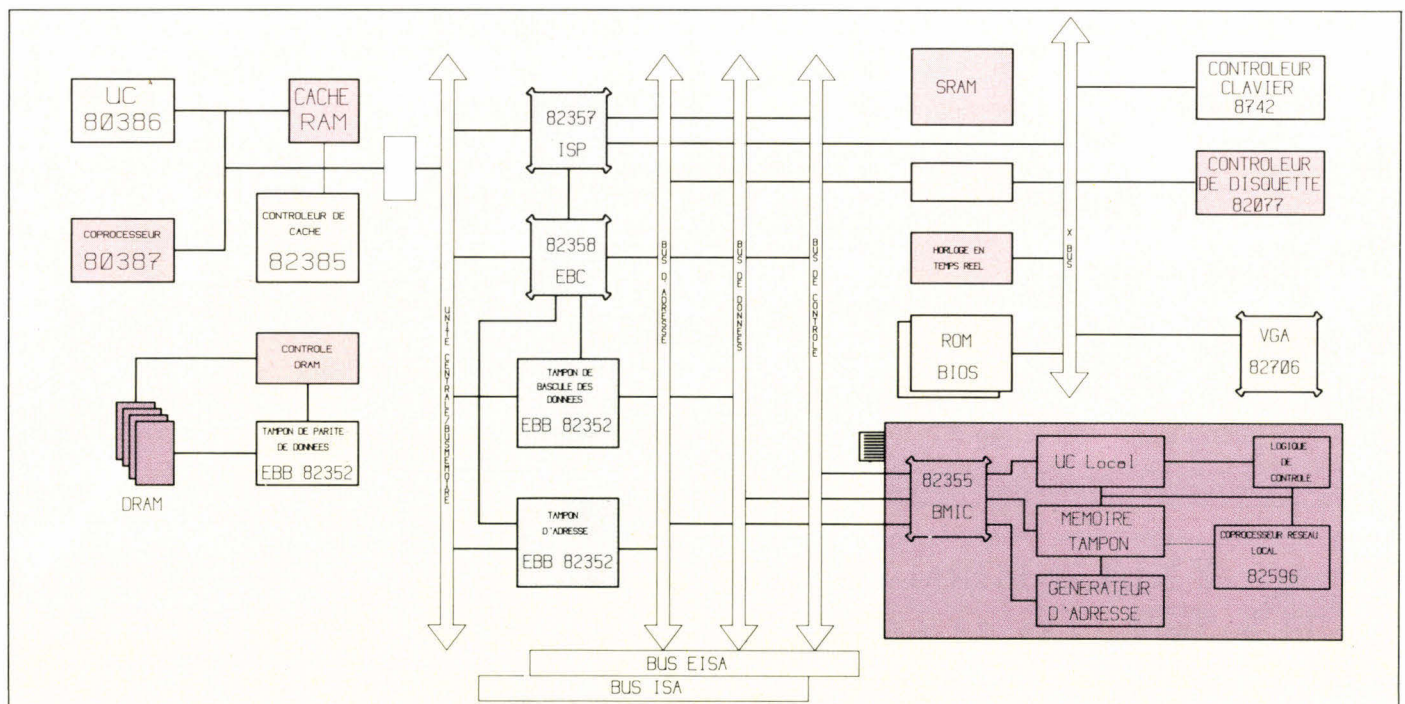 UC
80386
CACHE
RAM
COPROCESSEUR
80387
CONTROLEUR DE
CACHE
82385
CONTROLE
DRAM
TAMPON DE PARITE
DE DONNEES
EBB 82352
DRAM
UNITE CENTRALE/BUSMEMOIRE
82357
ISP
82358
EBC
TAMPON DE
BASCULE DES
DONNEES
EBB 82352
TAMPON
D'ADRESSE
EBB 82352
BUS D'ADRESSE
BUS DE DONNEES
BUS DE CONTROLE
SRAM
HORLOGE EN
TEMPS REEL
ROM
BIOS
X BUS
CONTROLEUR
CLAVIER
8742
CONTROLEUR
DE DISQUETTE
82077
VGA
82706
82355
BMIC
UC Local
MEMOIRE
TAMPON
GENERATEUR
D'ADRESSE
LOGIQUE
DE
CONTROLE
COPROCESSEUR RESEAU
LOCAL
82596
BUS EISA
BUS ISA